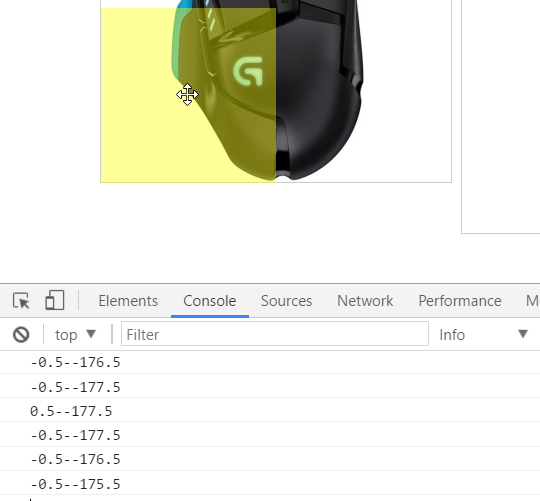 G
Elements Console Sources Network Performance M
top Filter Info
-0.5--176.5
-0.5--177.5
0.5--177.5
-0.5--177.5
-0.5--176.5
-0.5--175.5